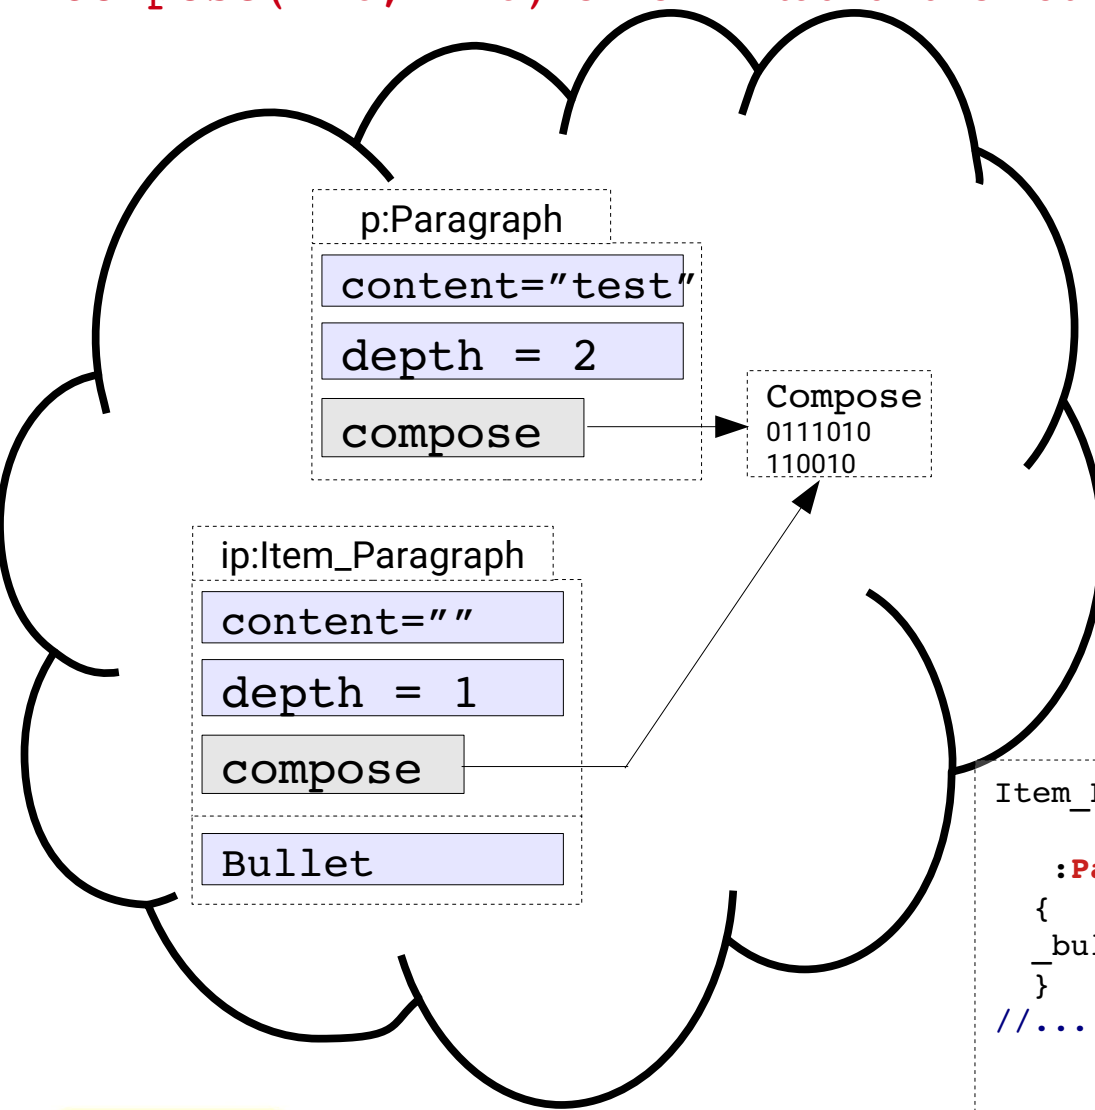 p:Paragraph
content=”test”
depth = 2
compose
Compose
0111010
110010
ip:Item_Paragraph
content=””
depth = 1
compose
Bullet
{
}
//...